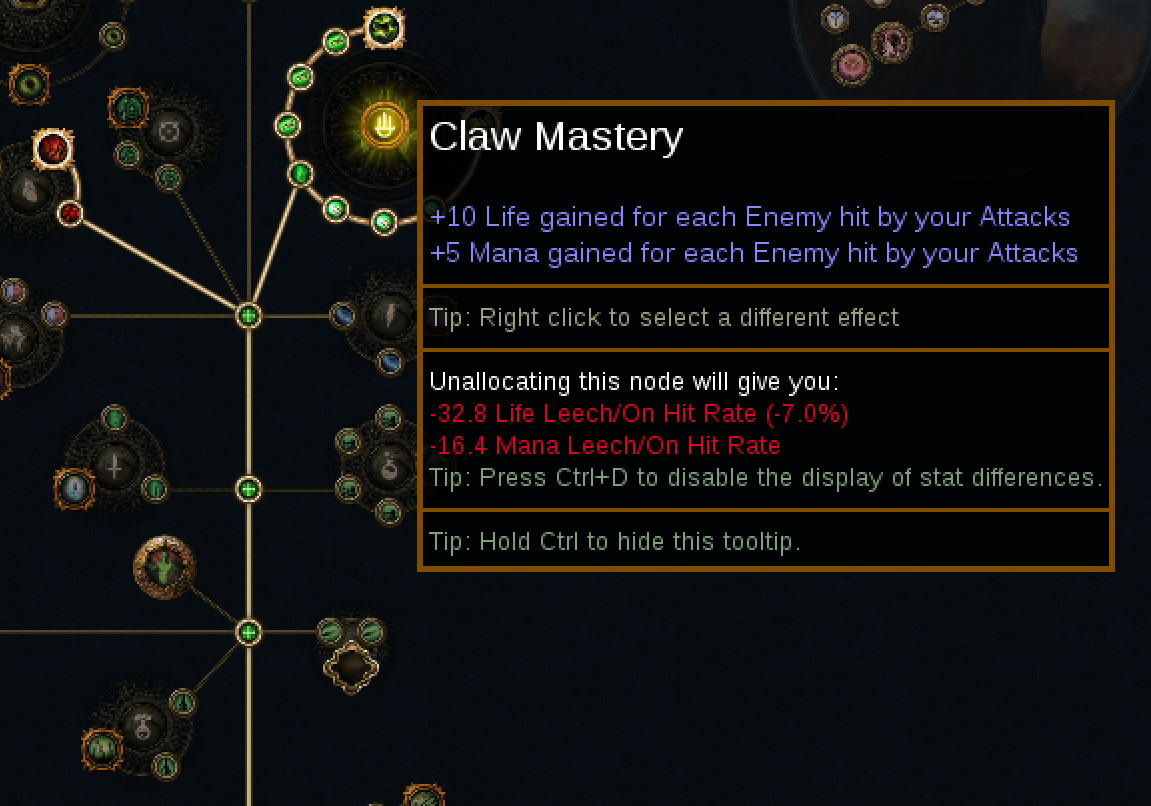 Claw Mastery
+10 Life gained for each Enemy hit by your Attacks
+5 Mana gained for each Enemy hit by your Attacks
Tip: Right click to select a different effect
Unallocating this node will give you:
-32.8 Life Leech/On Hit Rate (-7.0%)
-16.4 Mana Leech/On Hit Rate
Tip: Press Ctrl+D to disable the display of stat differences.
Tip: Hold Ctrl to hide this tooltip.